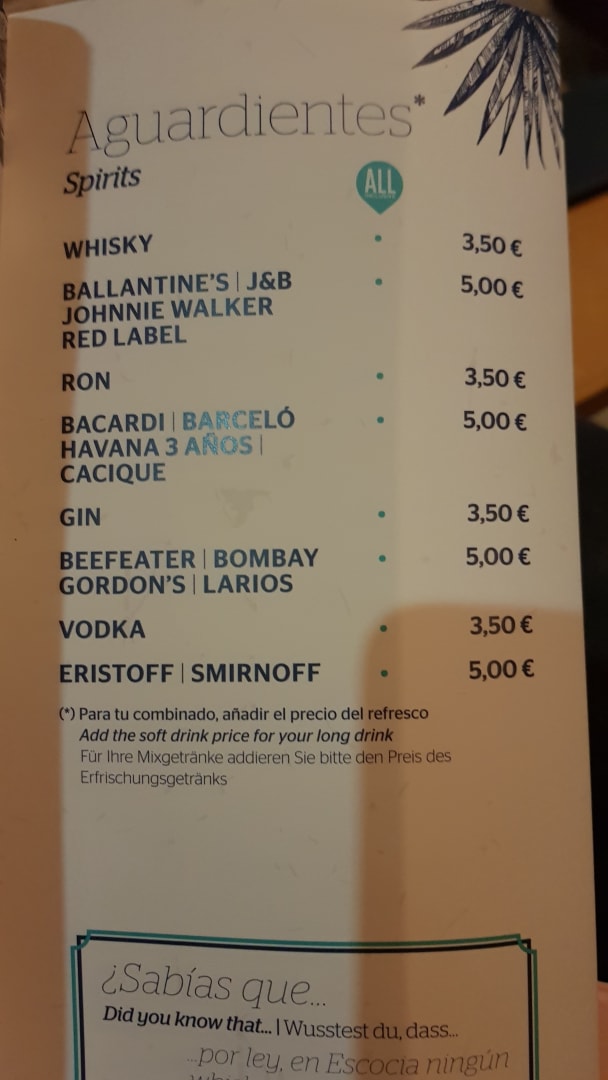 Aguardientes*
Spirits
ALL
WHISKY • 3,50 €
BALLANTINE'S | J&B • 5,00 €
JOHNNIE WALKER
RED LABEL
RON • 3,50 €
BACARDI | BARCELÓ • 5,00 €
HAVANA 3 AÑOS |
CACIQUE
GIN • 3,50 €
BEEFEATER | BOMBAY • 5,00 €
GORDON'S | LARIOS
VODKA • 3,50 €
ERISTOFF | SMIRNOFF • 5,00 €
(*) Para tu combinado, añadir el precio del refresco
Add the soft drink price for your long drink
Für Ihre Mixgetränke addieren Sie bitte den Preis des
Erfrischungsgetränks
¿Sabías que...
Did you know that... | Wusstest du, dass...
...por ley, en Escocia ningún